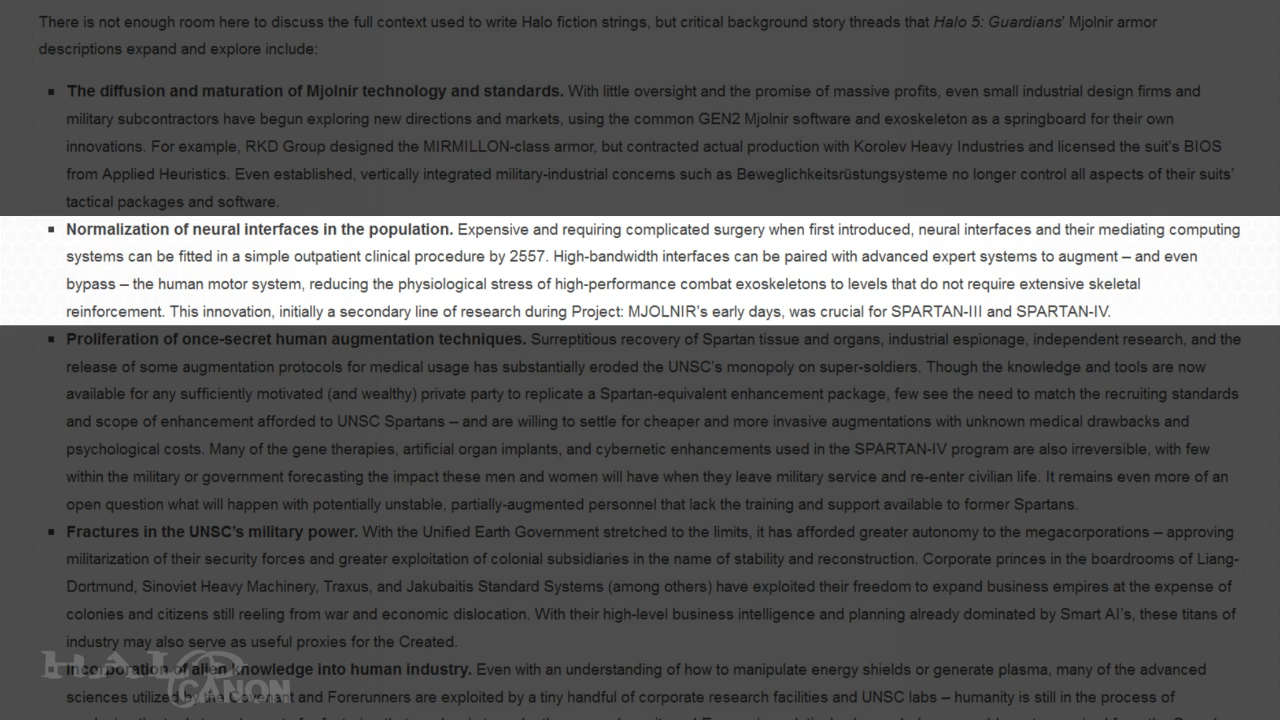 There is not enough room here to discuss the full context used to write Halo fiction strings, but critical background story threads that Halo 5: Guardians' Mjolnir armor
descriptions expand and explore include:
The diffusion and maturation of Mjolnir technology and standards. With little oversight and the promise of massive profits, even small industrial design firms and
military subcontractors have begun exploring new directions and markets, using the common GEN2 Mjolnir software and exoskeleton as a springboard for their own
innovations. For example, RKD Group designed the MIRMILLON-class armor, but contracted actual production with Korolev Heavy Industries and licensed the suit's BIOS
from Applied Heuristics. Even established, vertically integrated military-industrial concerns such as Beweglichkeitsrüstungsysteme no longer control all aspects of their suits'
tactical packages and software.
Normalization of neural interfaces in the population. Expensive and requiring complicated surgery when first introduced, neural interfaces and their mediating computing
systems can be fitted in a simple outpatient clinical procedure by 2557. High-bandwidth interfaces can be paired with advanced expert systems to augment – and even
bypass – the human motor system, reducing the physiological stress of high-performance combat exoskeletons to levels that do not require extensive skeletal
reinforcement. This innovation, initially a secondary line of research during Project: MJOLNIR's early days, was crucial for SPARTAN-III and SPARTAN-IV.
Proliferation of once-secret human augmentation techniques. Surreptitious recovery of Spartan tissue and organs, industrial espionage, independent research, and the
release of some augmentation protocols for medical usage has substantially eroded the UNSC's monopoly on super-soldiers. Though the knowledge and tools are now
available for any sufficiently motivated (and wealthy) private party to replicate a Spartan-equivalent enhancement package, few see the need to match the recruiting standards
and scope of enhancement afforded to UNSC Spartans – and are willing to settle for cheaper and more invasive augmentations with unknown medical drawbacks and
psychological costs. Many of the gene therapies, artificial organ implants, and cybernetic enhancements used in the SPARTAN-IV program are also irreversible, with few
within the military or government forecasting the impact these men and women will have when they leave military service and re-enter civilian life. It remains even more of an
open question what will happen with potentially unstable, partially-augmented personnel that lack the training and support available to former Spartans.
Fractures in the UNSC's military power. With the Unified Earth Government stretched to the limits, it has afforded greater autonomy to the megacorporations – approving
militarization of their security forces and greater exploitation of colonial subsidiaries in the name of stability and reconstruction. Corporate princes in the boardrooms of Liang-
Dortmund, Sinoviet Heavy Machinery, Traxus, and Jakubaitis Standard Systems (among others) have exploited their freedom to expand business empires at the expense of
colonies and citizens still reeling from war and economic dislocation. With their high-level business intelligence and planning already dominated by Smart AI's, these titans of
industry may also serve as useful proxies for the Created.
Incorporation of alien knowledge into human industry. Even with an understanding of how to manipulate energy shields or generate plasma, many of the advanced
sciences utilized by the Covenant and Forerunners are exploited by a tiny handful of corporate research facilities and UNSC labs – humanity is still in the process of
HALO
CANON